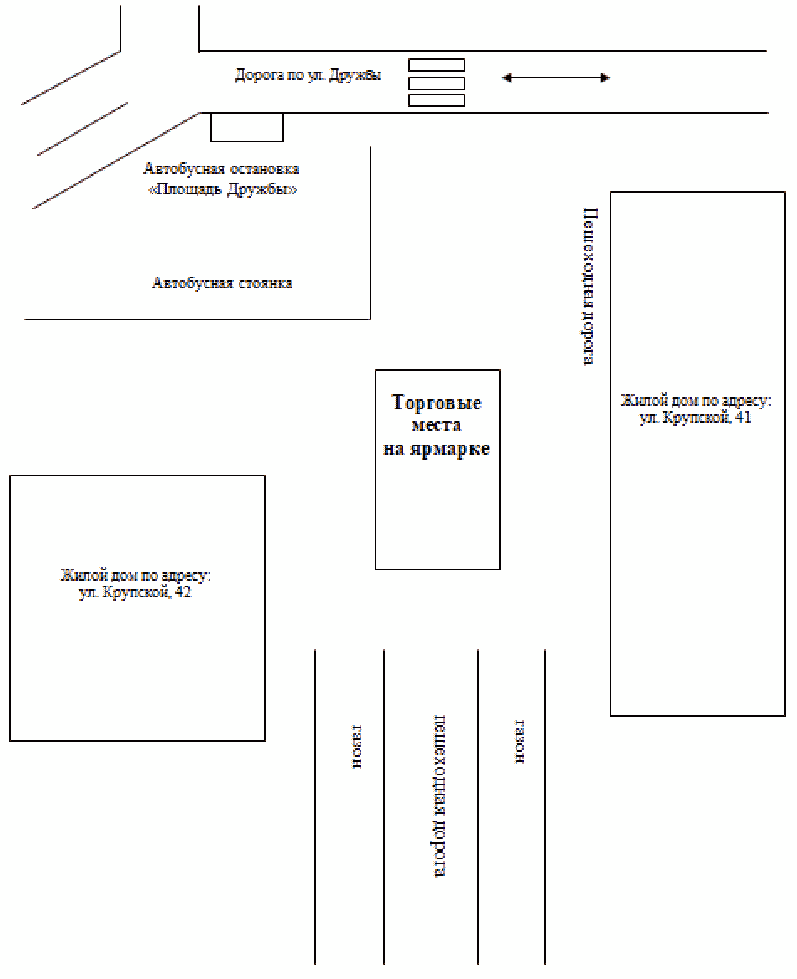 Дорога по ул. Дружбы
Автобусная остановка
«Площадь Дружбы»
Автобусная стоянка
Пешеходная дорога
Торговые
места
на ярмарке
Жилой дом по адресу:
ул. Крупской, 41
Жилой дом по адресу:
ул. Крупской, 42
газон
пешеходная дорога
газон